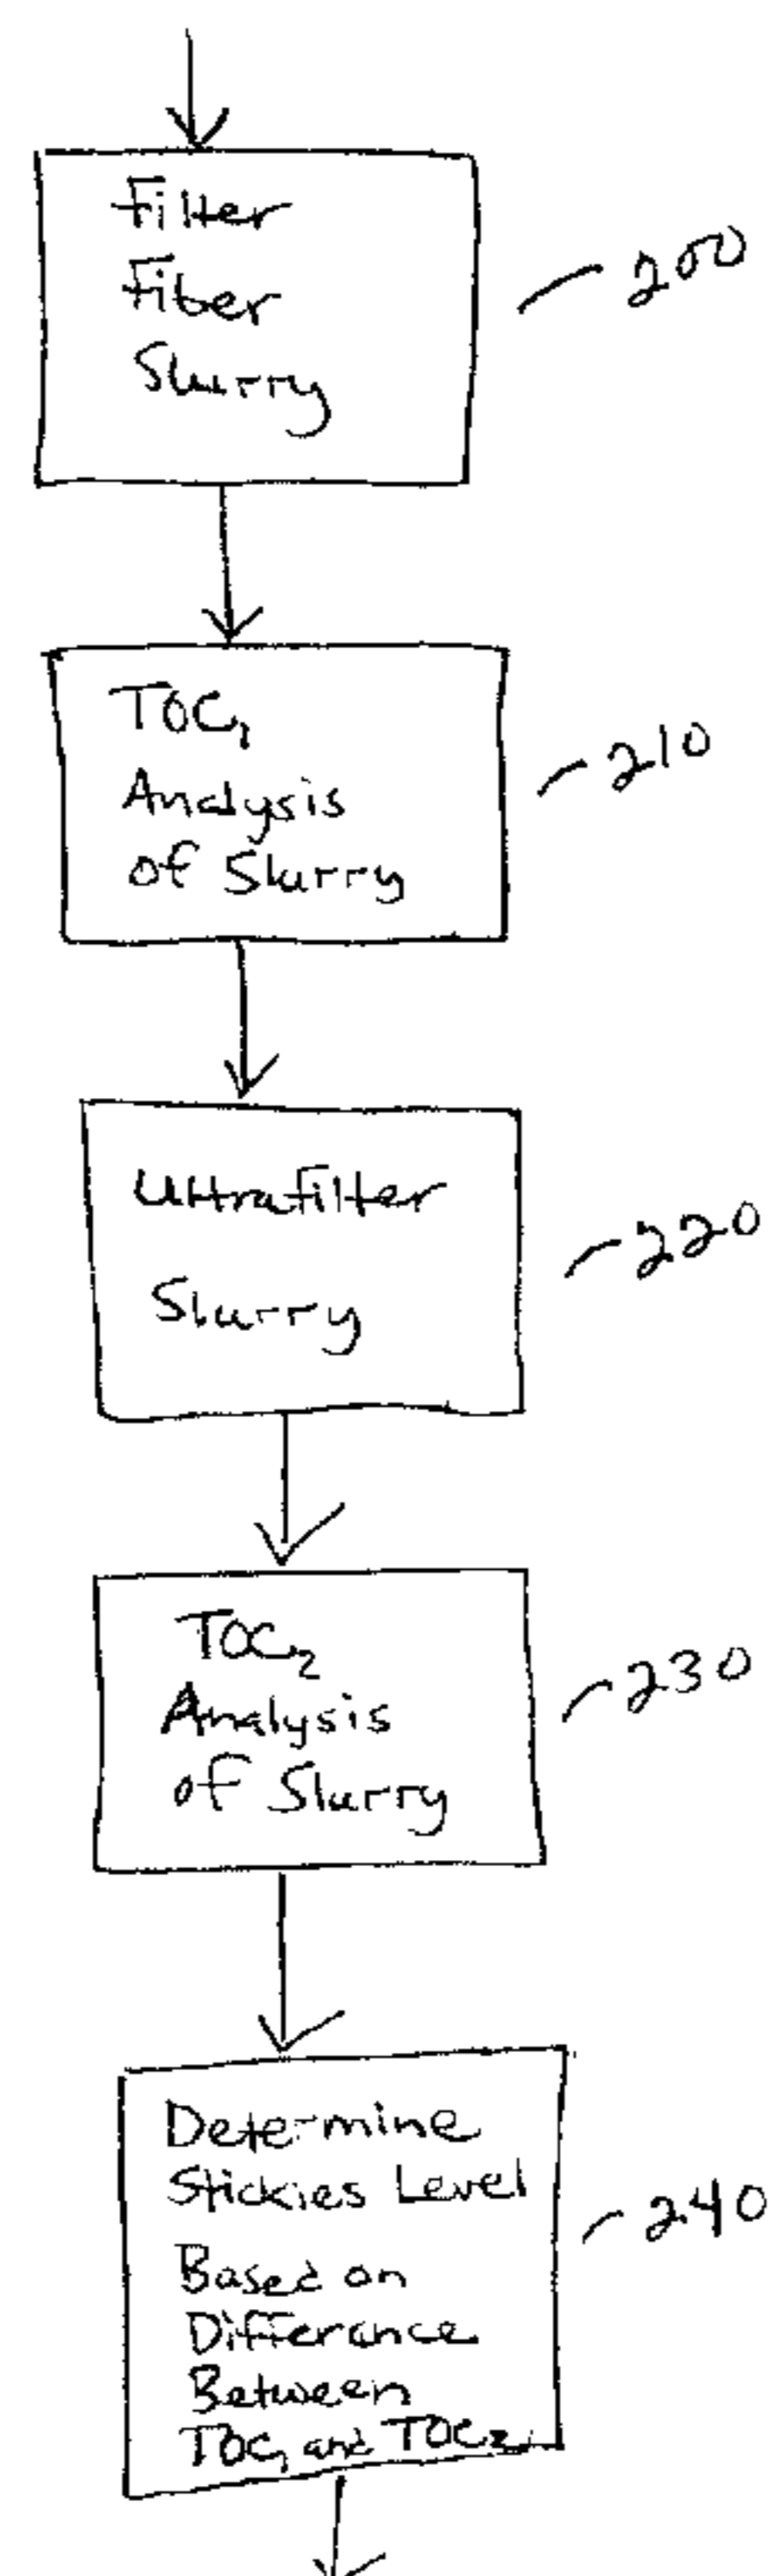 Filter
Fiber
Slurry
200
TOC₁
Analysis
of Slurry
210
Ultrafilter
Slurry
220
TOC₂
Analysis
of Slurry
230
Determine
Stickies Level
Based on
Difference
Between
TOC₁ and TOC₂
240